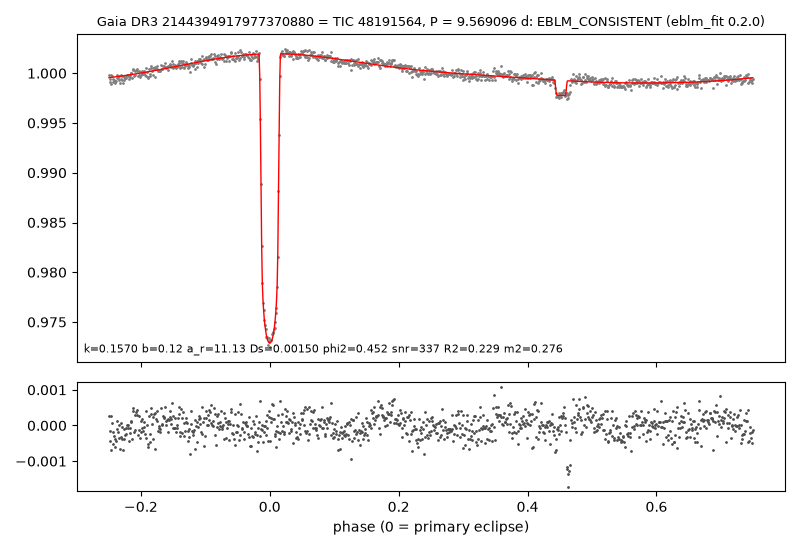 Gaia DR3 2144394917977370880 = TIC 48191564, P = 9.569096 d: EBLM_CONSISTENT (eblm_fit 0.2.0)
1.000
0.995
0.990
0.985
0.980
0.975
k=0.1570 b=0.12 a_r=11.13 Ds=0.00150 phi2=0.452 snr=337 R2=0.229 m2=0.276
0.001
0.000
−0.001
−0.2 0.0 0.2 0.4 0.6
phase (0 = primary eclipse)